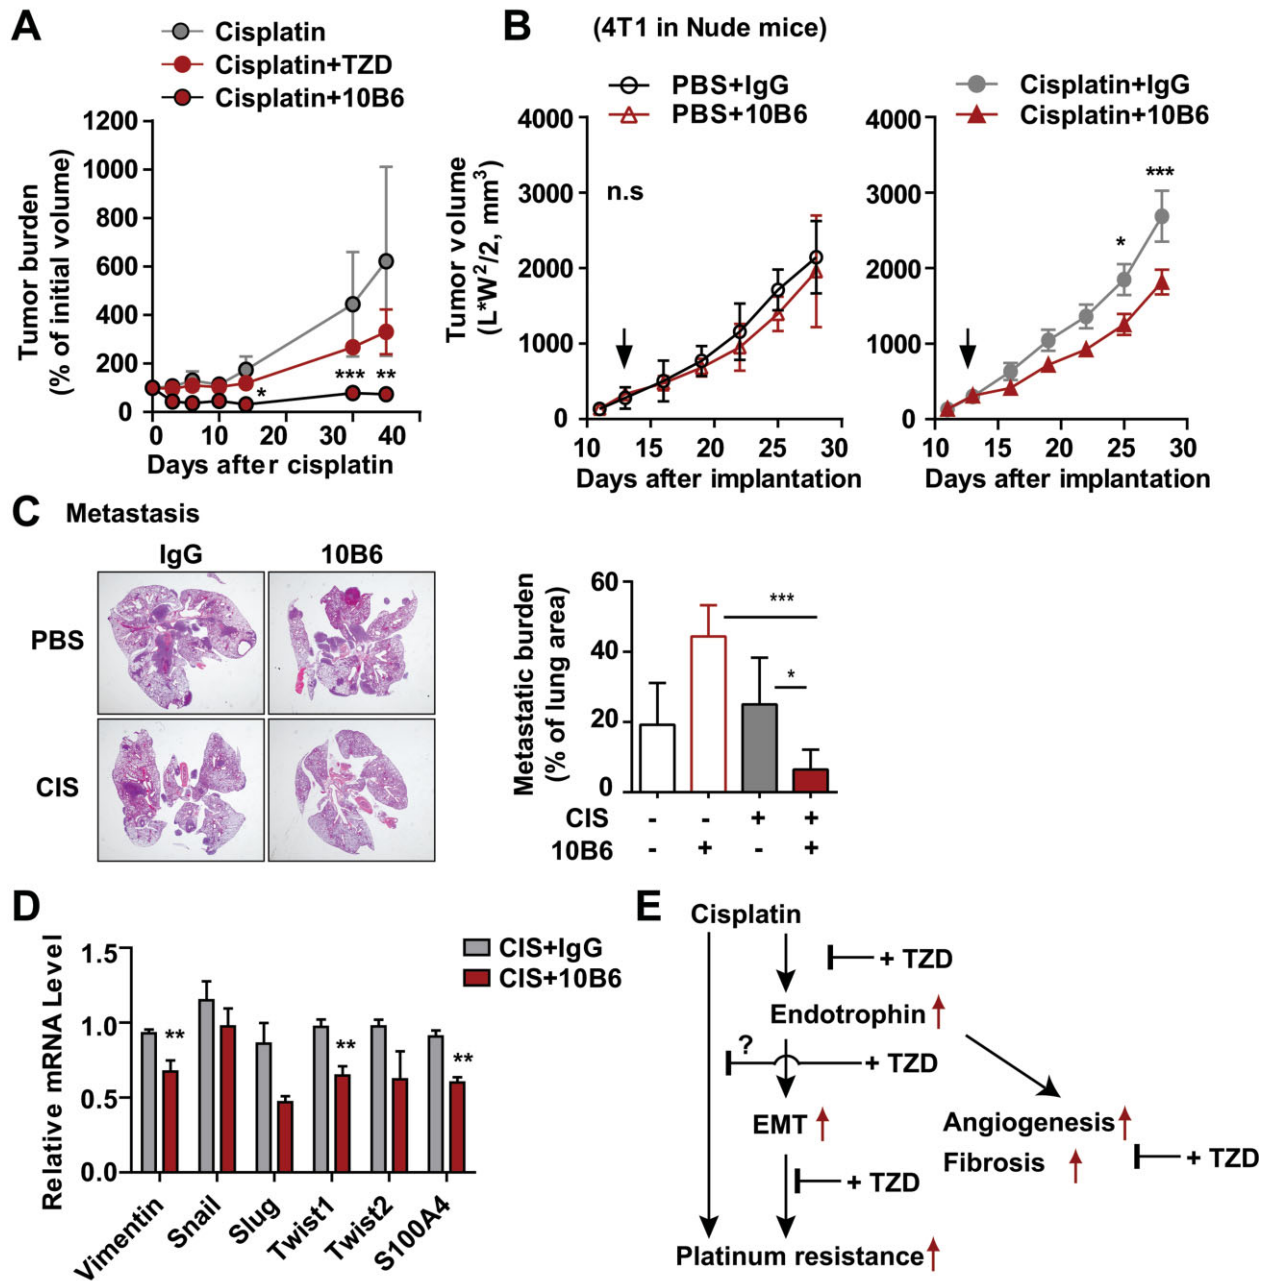 A
Cisplatin
Cisplatin+TZD
Cisplatin+10B6
Tumor burden
(% of initial volume)
1200
1000
800
600
400
200
0
*
***
**
0
10
20
30
40
Days after cisplatin
B
(4T1 in Nude mice)
PBS+IgG
PBS+10B6
Tumor volume
(L*W²/2, mm³)
4000
3000
2000
1000
0
n.s
10
15
20
25
30
Days after implantation
Cisplatin+IgG
Cisplatin+10B6
4000
3000
2000
1000
0
*
***
10
15
20
25
30
Days after implantation
C
Metastasis
IgG
10B6
PBS
CIS
Metastatic burden
(% of lung area)
60
40
20
0
***
*
CIS - - + +
10B6 - + - +
D
Relative mRNA Level
1.5
1.0
0.5
0.0
CIS+IgG
CIS+10B6
**
**
**
Vimentin
Snail
Slug
Twist1
Twist2
S100A4
E
Cisplatin
+ TZD
Endotrophin
?
+ TZD
EMT
Angiogenesis
Fibrosis
+ TZD
+ TZD
Platinum resistance